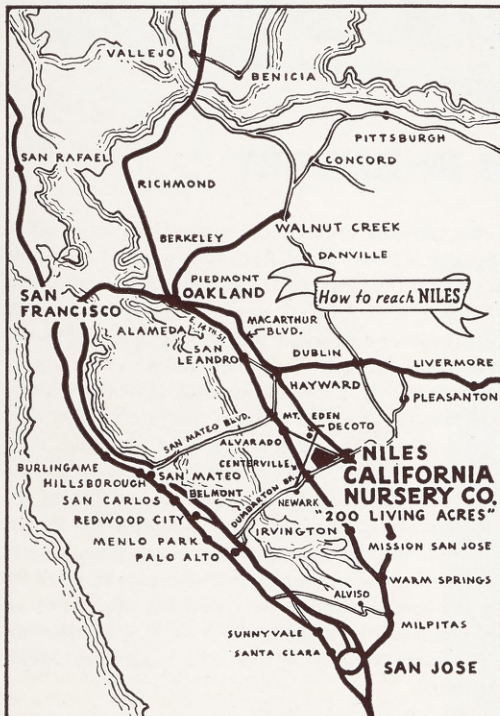 VALLEJO
BENICIA
PITTSBURGH
SAN RAFAEL
CONCORD
RICHMOND
WALNUT CREEK
BERKELEY
DANVILLE
PIEDMONT
SAN
FRANCISCO
OAKLAND
How to reach NILES
ALAMEDA
E. 14TH ST.
MACARTHUR
BLVD.
SAN
LEANDRO
DUBLIN
LIVERMORE
HAYWARD
PLEASANTON
MT. EDEN
DECOTO
SAN MATEO BLVD.
ALVARADO
NILES
CALIFORNIA
NURSERY CO.
"200 LIVING ACRES"
CENTERVILLE
BURLINGAME
HILLSBOROUGH
SAN MATEO
BELMONT
SAN CARLOS
DUMBARTON BR.
NEWARK
REDWOOD CITY
IRVINGTON
MENLO PARK
MISSION SAN JOSE
PALO ALTO
WARM SPRINGS
ALVISO
MILPITAS
SUNNYVALE
SANTA CLARA
SAN JOSE